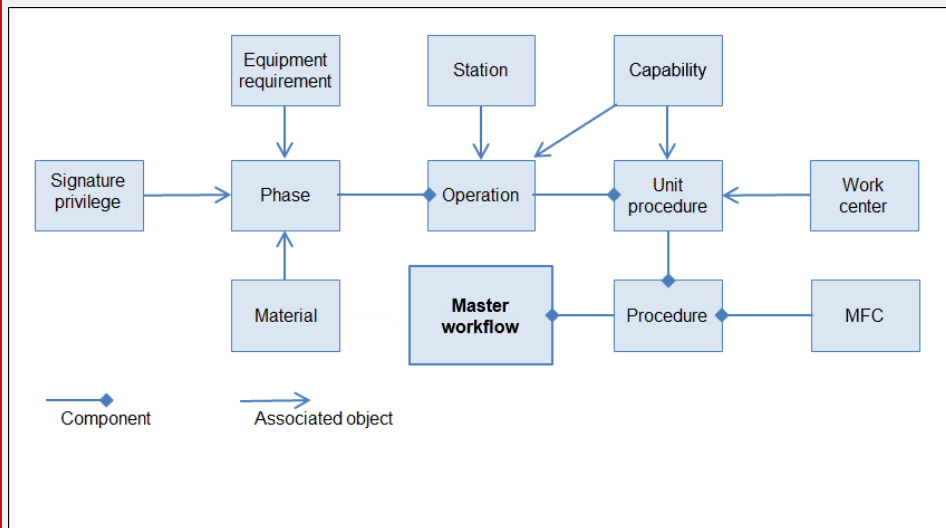 Equipment
requirement
Station
Capability
Signature
privilege
Phase
Operation
Unit
procedure
Work
center
Material
Master
workflow
Procedure
MFC
Component
Associated object